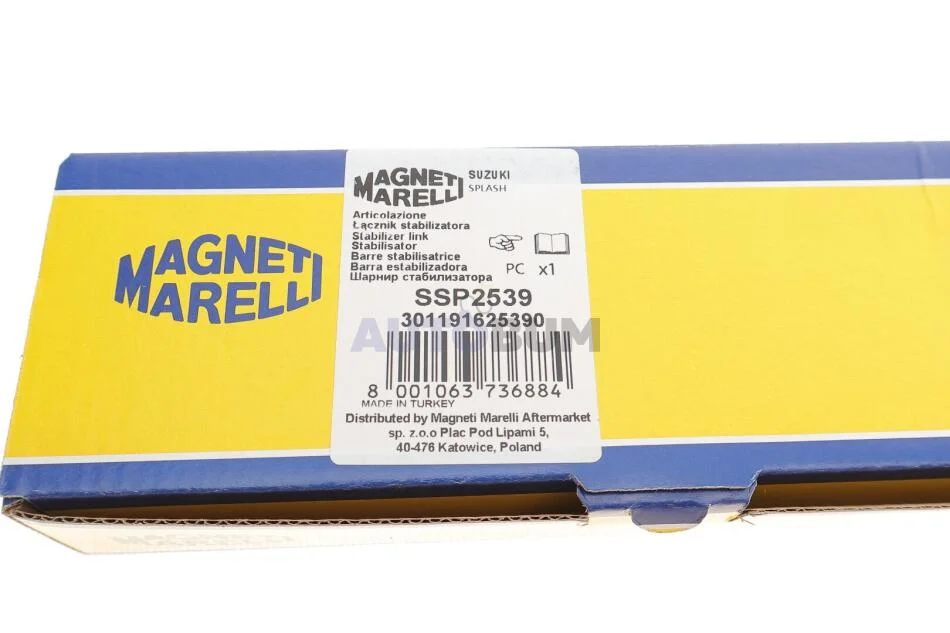 MAGNETI
MARELLI
MAGNETI
MARELLI
SUZUKI
SPLASH
Articolazione
Łącznik stabilizatora
Stabilizer link
Stabilisator
Barre stabilisatrice
Barra estabilizadora
Шарнир стабилизатора
PC x1
SSP2539
301191625390
AUTOBUM
8 001063 736884
MADE IN TURKEY
Distributed by Magneti Marelli Aftermarket
sp. z.o.o Plac Pod Lipami 5,
40-476 Katowice, Poland